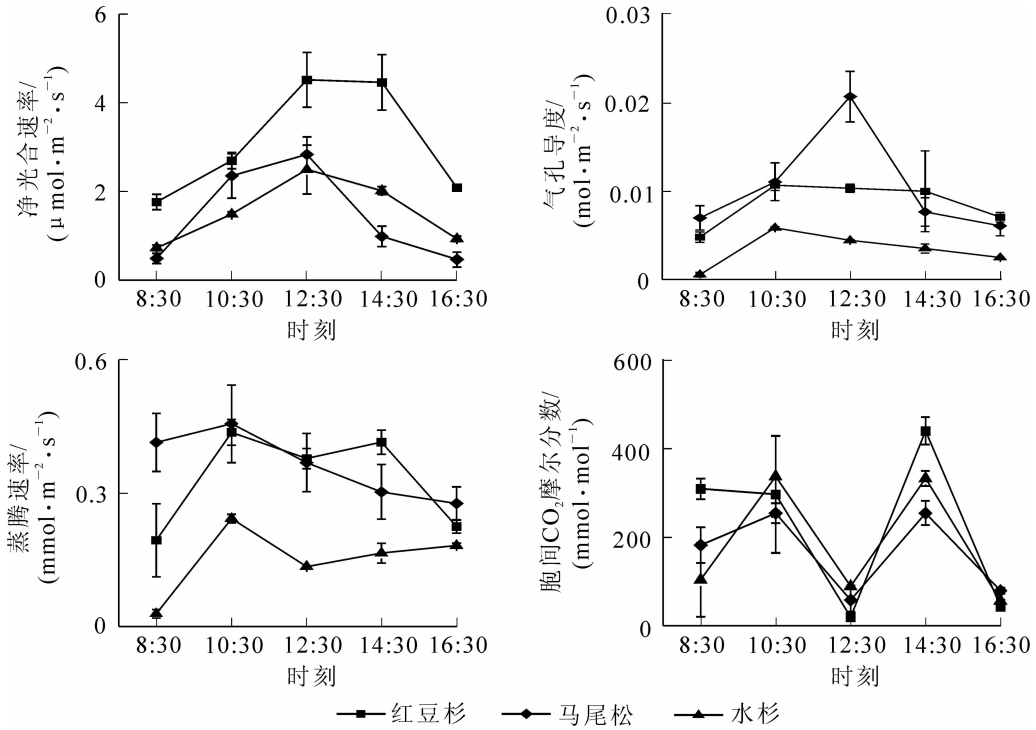 净光合速率/
(μmol·m⁻²·s⁻¹)
6
4
2
0
8:30 10:30 12:30 14:30 16:30
时刻
气孔导度/
(mol·m⁻²·s⁻¹)
0.03
0.02
0.01
0
8:30 10:30 12:30 14:30 16:30
时刻
蒸腾速率/
(mmol·m⁻²·s⁻¹)
0.6
0.3
0
8:30 10:30 12:30 14:30 16:30
时刻
胞间CO₂摩尔分数/
(mmol·mol⁻¹)
600
400
200
0
8:30 10:30 12:30 14:30 16:30
时刻
红豆杉 马尾松 水杉